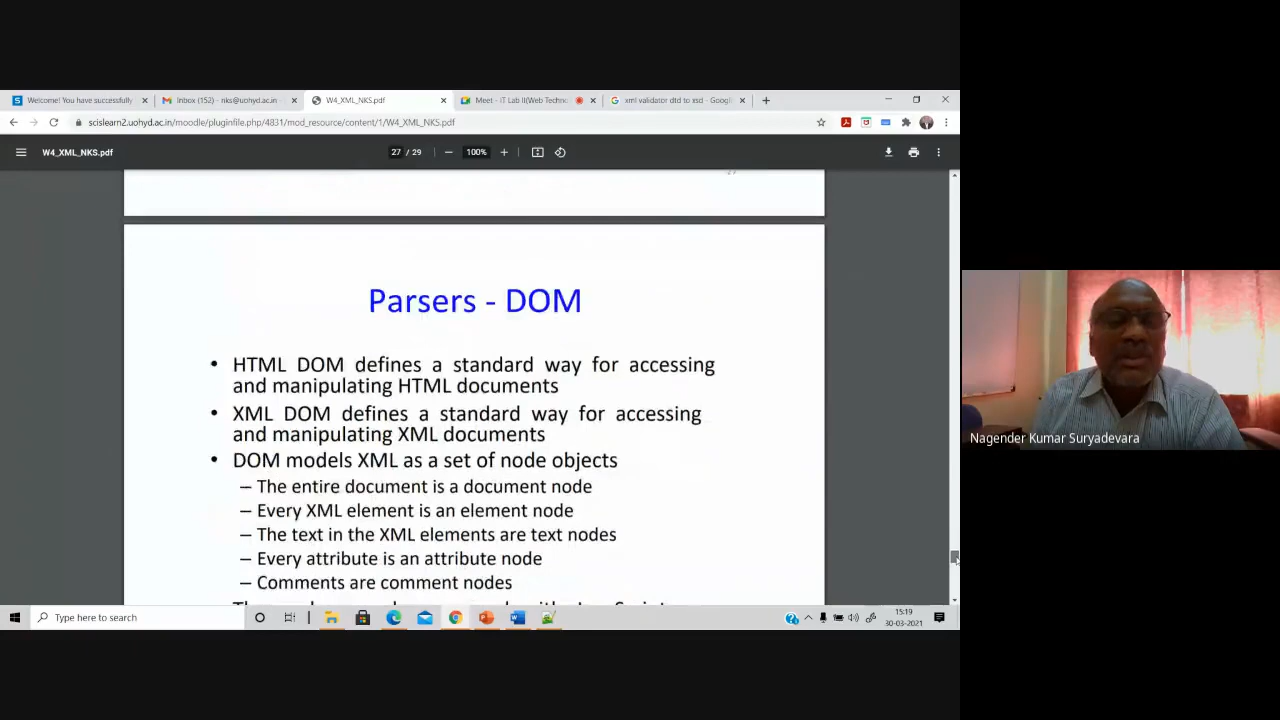 Welcome! You have successfully
Inbox (152) - nks@uohyd.ac.in -
W4_XML_NKS.pdf
Meet - IT Lab II(Web Techno
xml validator dtd to xsd - Googl
scislearn2.uohyd.ac.in/moodle/pluginfile.php/4831/mod_resource/content/1/W4_XML_NKS.pdf
W4_XML_NKS.pdf
27 / 29
100%
Parsers - DOM
• HTML DOM defines a standard way for accessing
and manipulating HTML documents
• XML DOM defines a standard way for accessing
and manipulating XML documents
• DOM models XML as a set of node objects
– The entire document is a document node
– Every XML element is an element node
– The text in the XML elements are text nodes
– Every attribute is an attribute node
– Comments are comment nodes
Nagender Kumar Suryadevara
Type here to search
15:19
30-03-2021